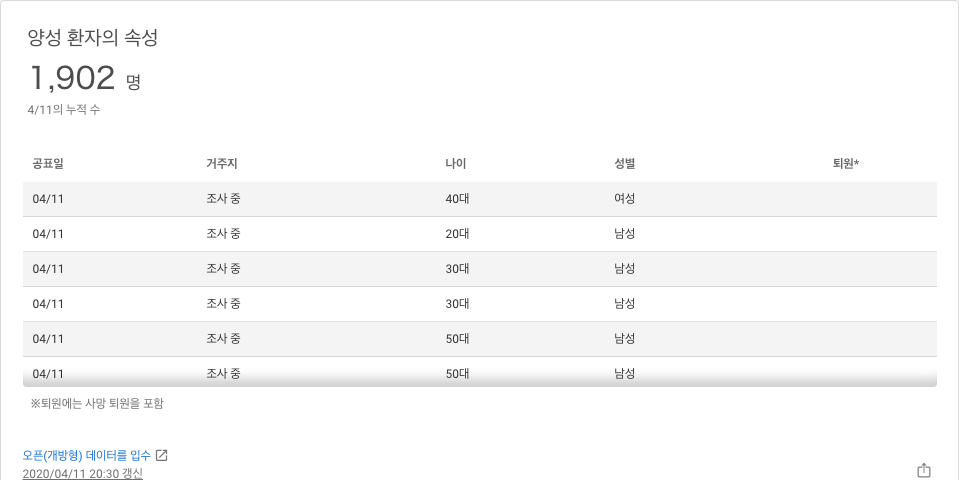 양성 환자의 속성
1,902 명
4/11의 누적 수
공표일 거주지 나이 성별 퇴원*
04/11 조사 중 40대 여성
04/11 조사 중 20대 남성
04/11 조사 중 30대 남성
04/11 조사 중 30대 남성
04/11 조사 중 50대 남성
04/11 조사 중 50대 남성
※퇴원에는 사망 퇴원을 포함
오픈(개방형) 데이터를 입수
2020/04/11 20:30 갱신